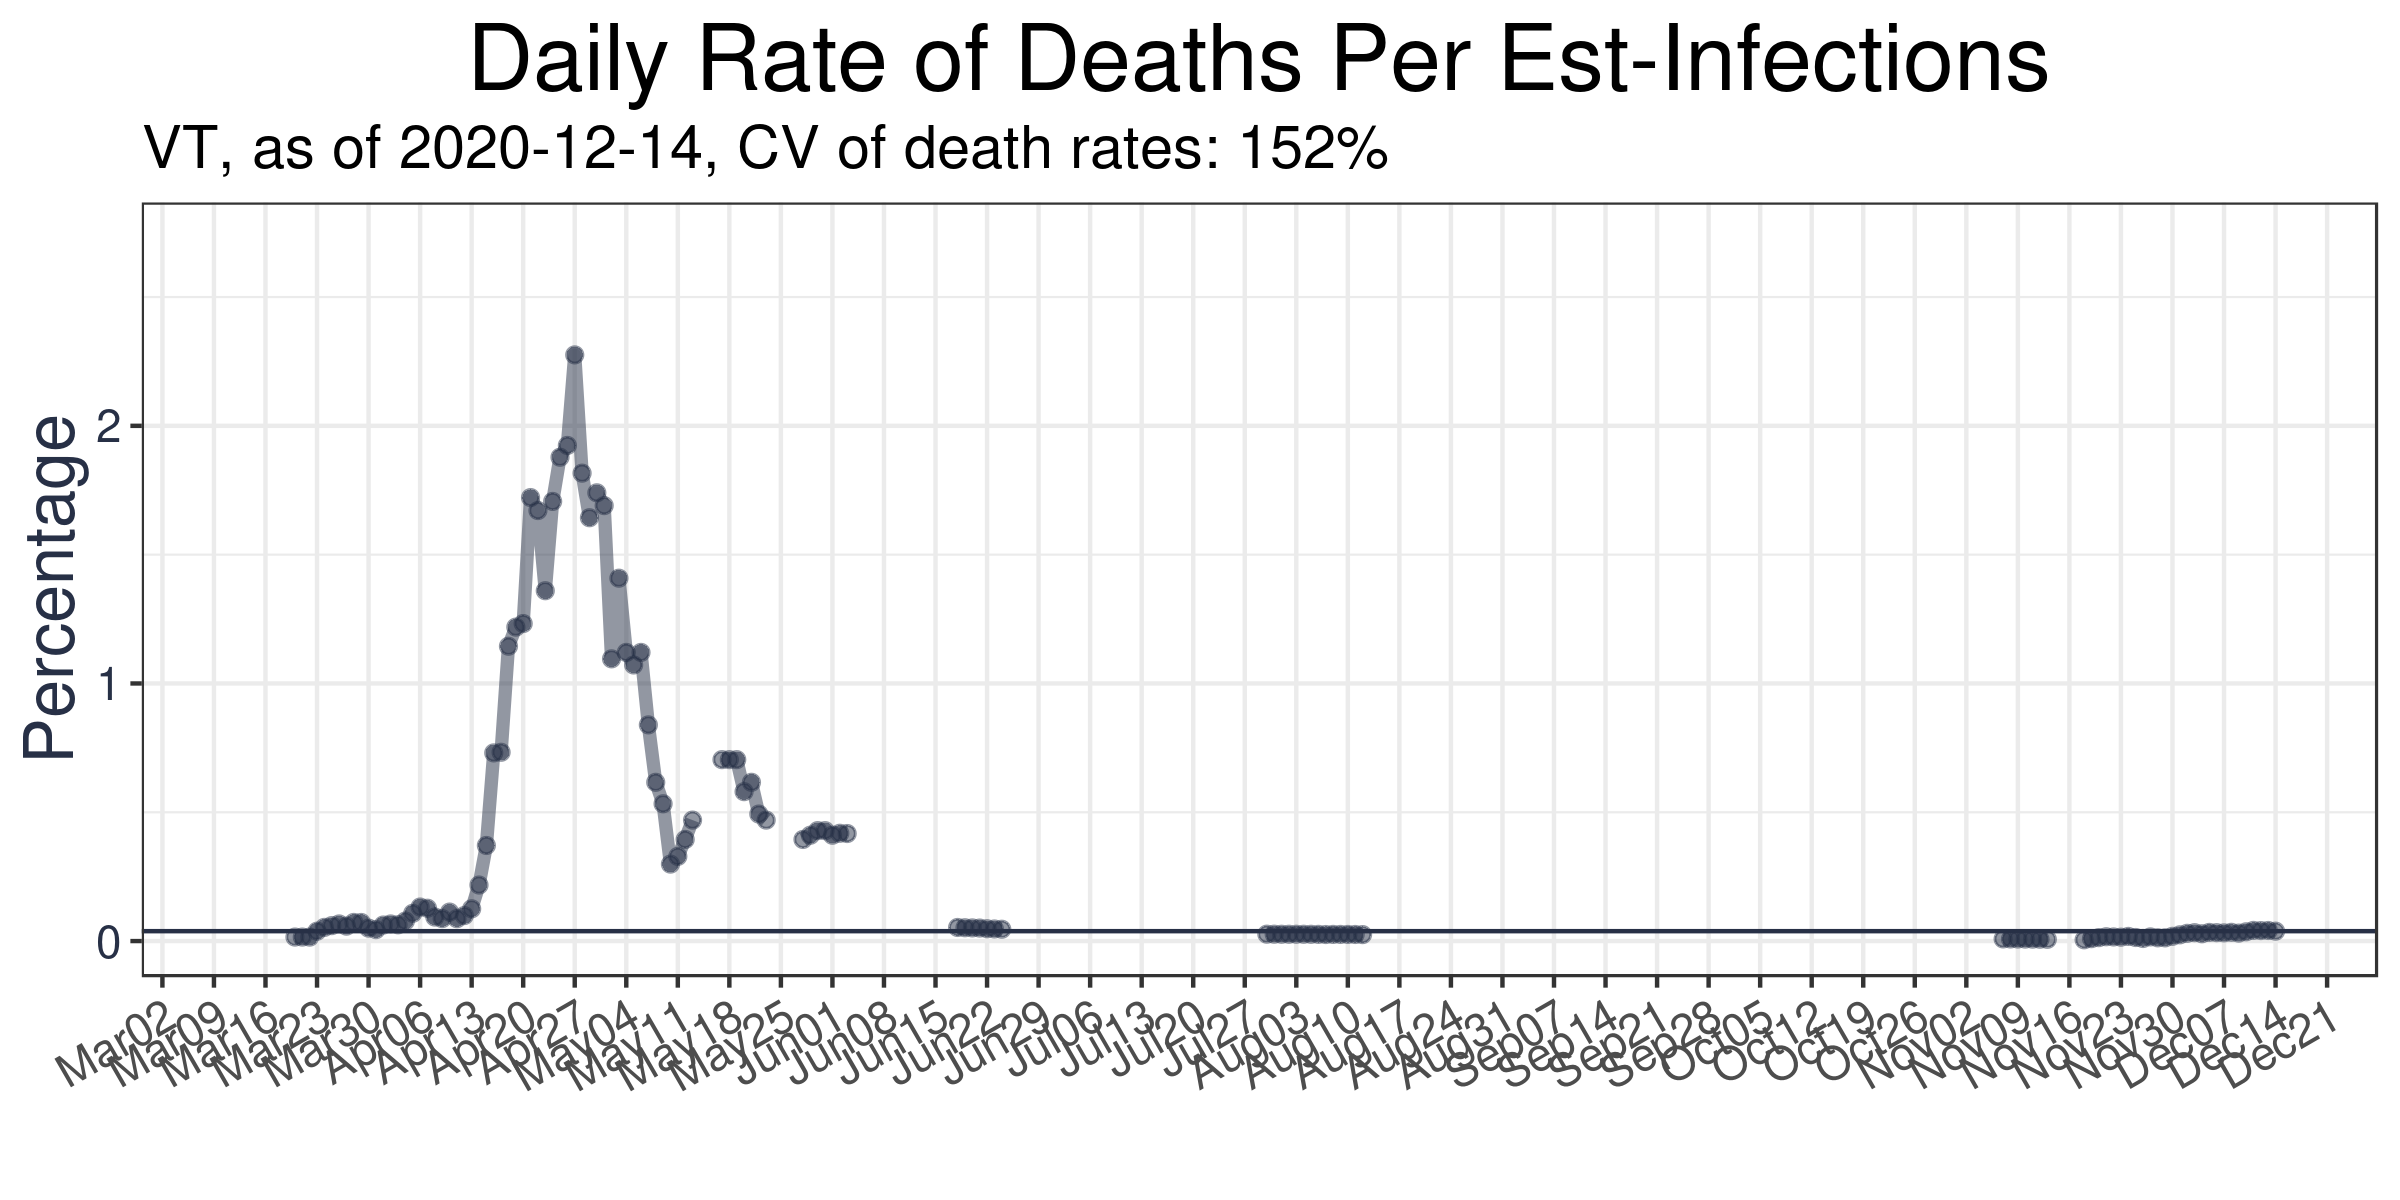 Daily Rate of Deaths Per Est-Infections
VT, as of 2020-12-14, CV of death rates: 152%
Percentage
2
1
0
Mar02
Mar09
Mar16
Mar23
Mar30
Apr06
Apr13
Apr20
Apr27
May04
May11
May18
May25
Jun01
Jun08
Jun15
Jun22
Jun29
Jul06
Jul13
Jul20
Jul27
Aug03
Aug10
Aug17
Aug24
Aug31
Sep07
Sep14
Sep21
Sep28
Oct05
Oct12
Oct19
Oct26
Nov02
Nov09
Nov16
Nov23
Nov30
Dec07
Dec14
Dec21